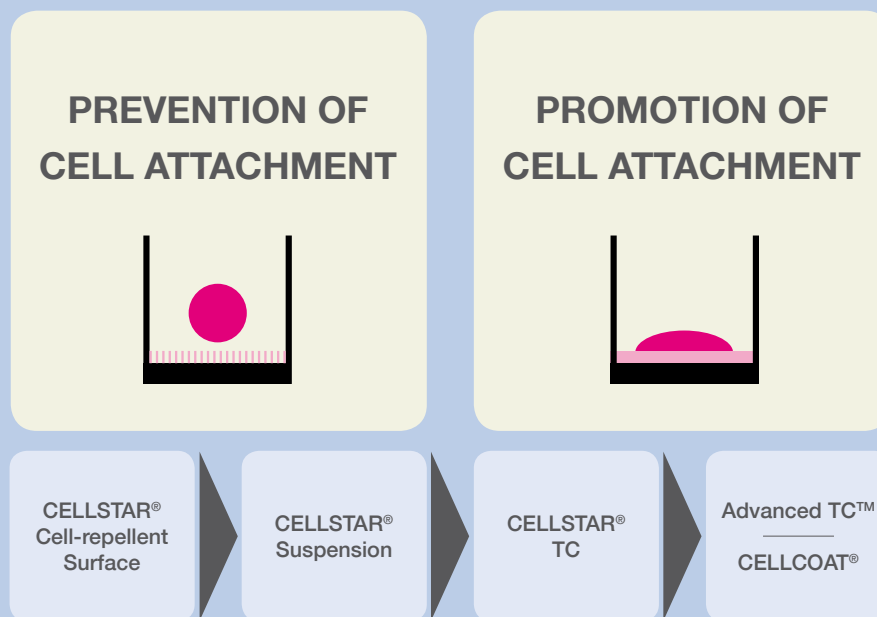 PREVENTION OF
CELL ATTACHMENT
PROMOTION OF
CELL ATTACHMENT
CELLSTAR®
Cell-repellent
Surface
CELLSTAR®
Suspension
CELLSTAR®
TC
Advanced TC™
CELLCOAT®